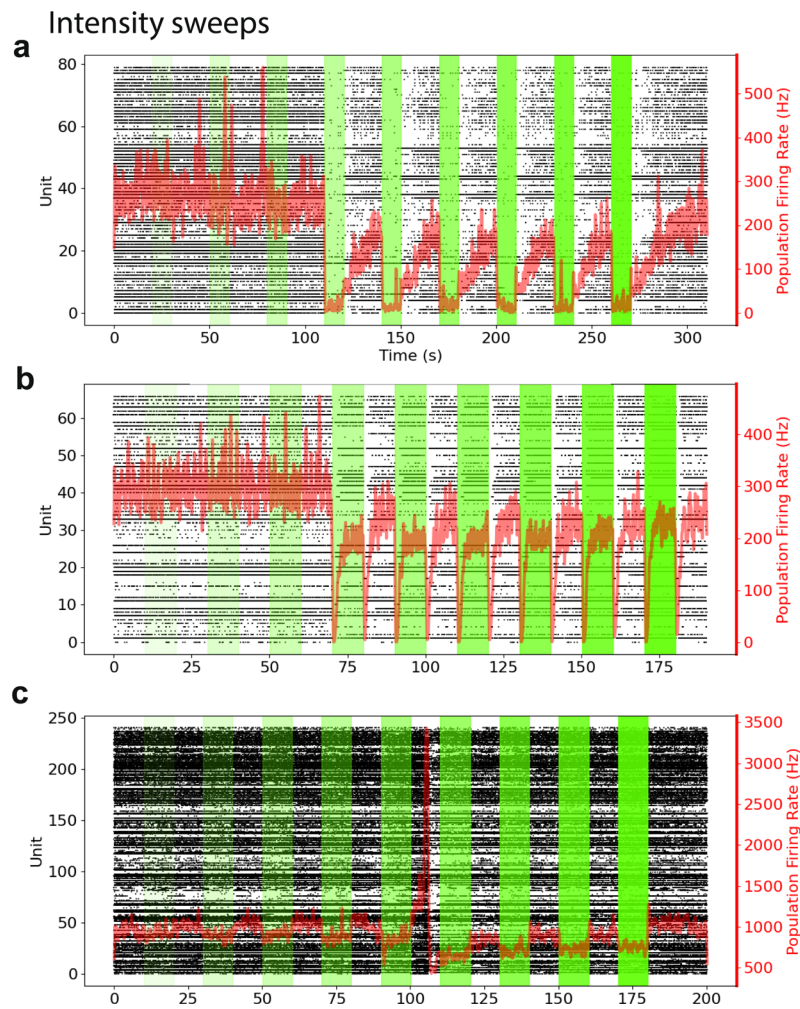 Intensity sweeps
a
80
60
40
20
0
Unit
0 50 100 150 200 250 300
Time (s)
500
400
300
200
100
0
Population Firing Rate (Hz)
b
60
50
40
30
20
10
0
Unit
0 25 50 75 100 125 150 175
400
300
200
100
0
Population Firing Rate (Hz)
c
250
200
150
100
50
0
Unit
0 25 50 75 100 125 150 175 200
3500
3000
2500
2000
1500
1000
500
Population Firing Rate (Hz)